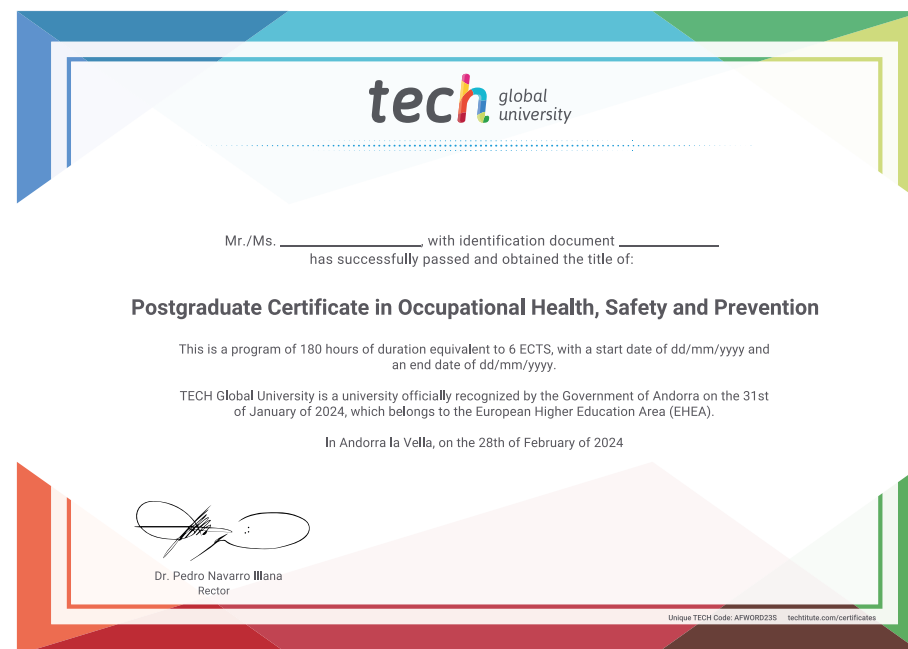 tech global university
Mr./Ms. ____________, with identification document ____________
has successfully passed and obtained the title of:
Postgraduate Certificate in Occupational Health, Safety and Prevention
This is a program of 180 hours of duration equivalent to 6 ECTS, with a start date of dd/mm/yyyy and
an end date of dd/mm/yyyy.
TECH Global University is a university officially recognized by the Government of Andorra on the 31st
of January of 2024, which belongs to the European Higher Education Area (EHEA).
In Andorra la Vella, on the 28th of February of 2024
Dr. Pedro Navarro Illana
Rector
Unique TECH Code: AFWORD23S techtitute.com/certificates